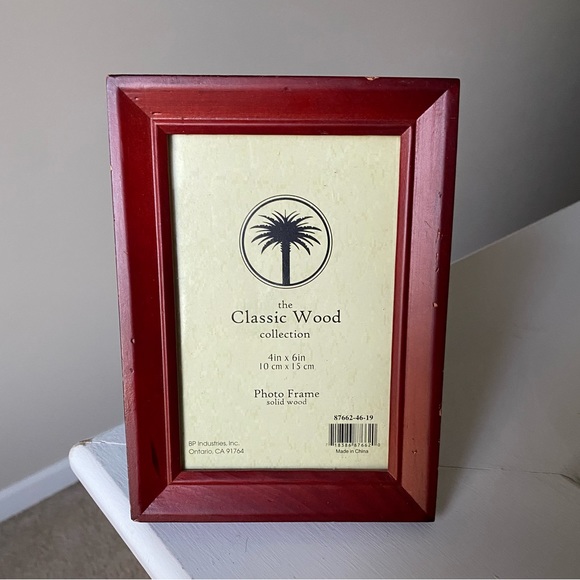 the
Classic Wood
collection
4in x 6in
10 cm x 15 cm
Photo Frame
solid wood
87662-46-19
BP Industries, Inc.
Ontario, CA 91764
Made in China